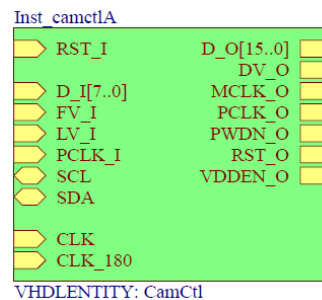 Inst_camctlA
RST_I D_O[15..0]
DV_O
D_I[7..0] MCLK_O
FV_I PCLK_O
LV_I PWDN_O
PCLK_I RST_O
SCL VDDEN_O
SDA
CLK
CLK_180
VHDLENTITY: CamCtl